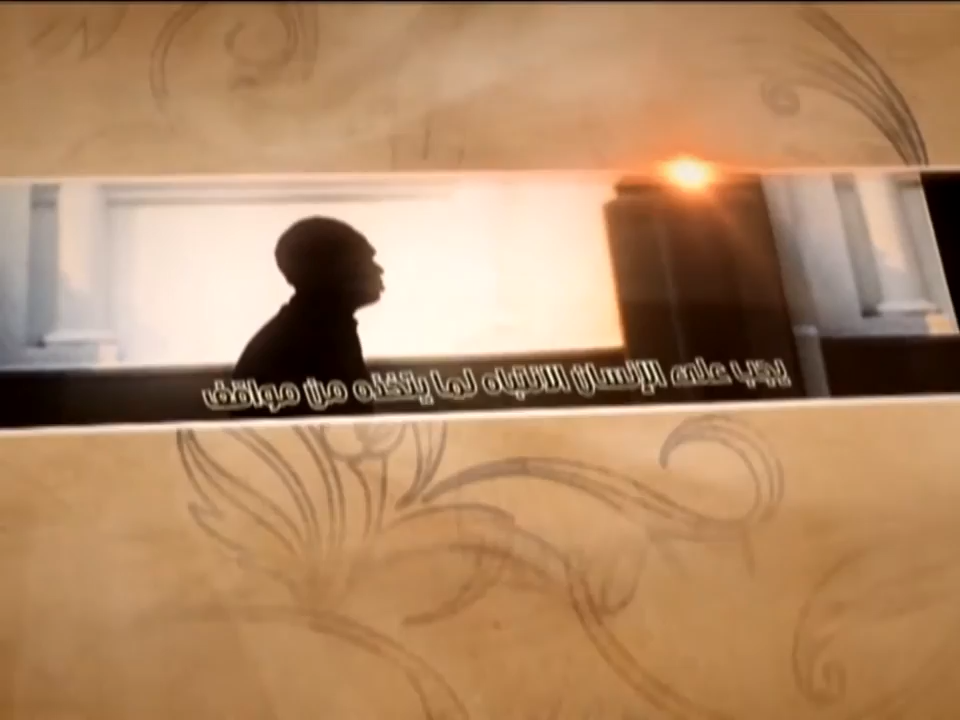 يجب على الإنسان الانتباه لما يتخذه من مواقف